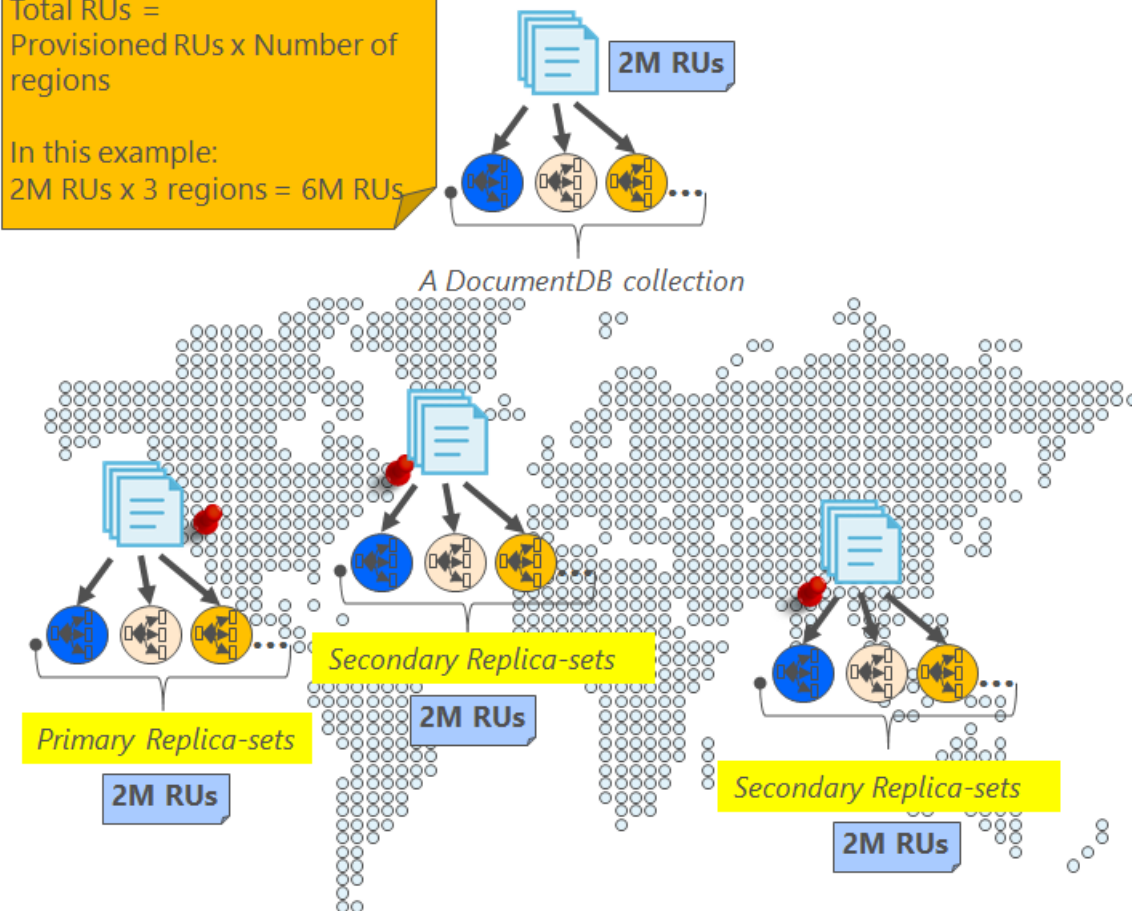 Total RUs =
Provisioned RUs x Number of
regions
In this example:
2M RUs x 3 regions = 6M RUs
2M RUs
A DocumentDB collection
Secondary Replica-sets
2M RUs
Primary Replica-sets
2M RUs
Secondary Replica-sets
2M RUs